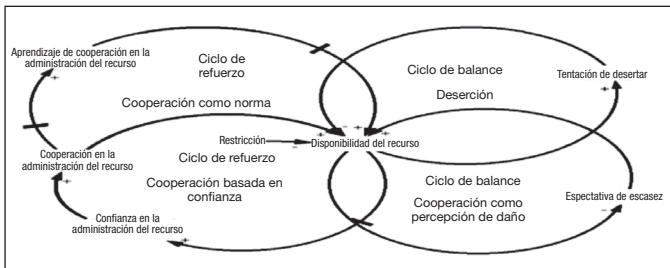 Aprendizaje de cooperación en la
administración del recurso
Ciclo de
refuerzo
Ciclo de balance
Tentación de desertar
Deserción
Cooperación como norma
Restricción
Disponibilidad del recurso
Cooperación en la
administración del recurso
Ciclo de refuerzo
Cooperación basada en
confianza
Ciclo de balance
Cooperación como
percepción de daño
Espectativa de escasez
Confianza en la
administración del recurso